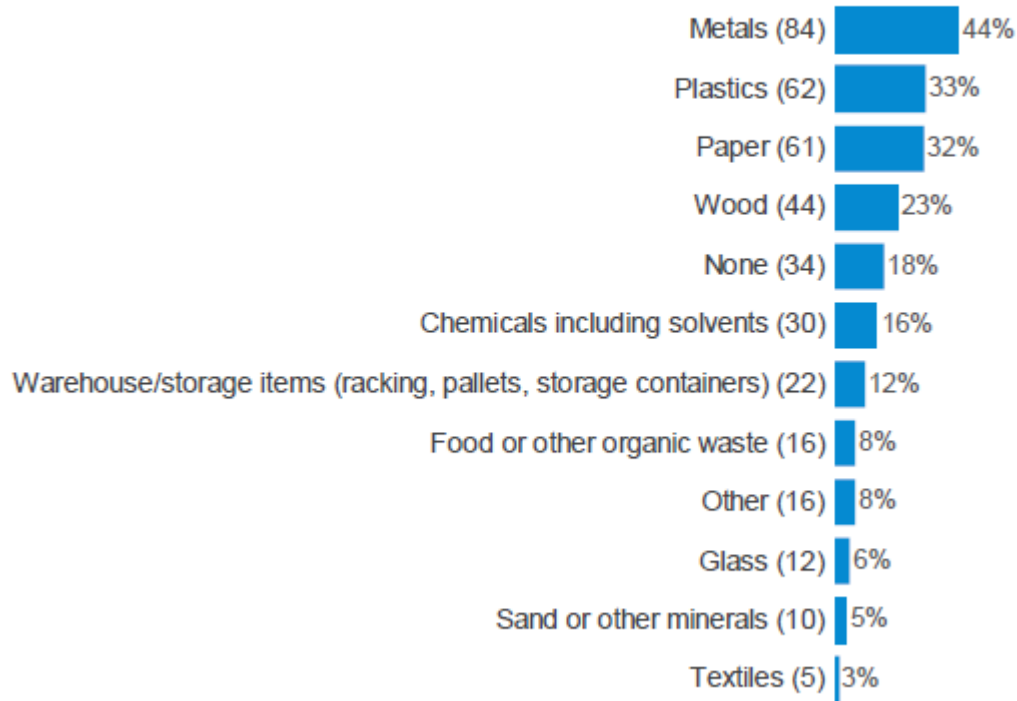 Metals (84) 44%
Plastics (62) 33%
Paper (61) 32%
Wood (44) 23%
None (34) 18%
Chemicals including solvents (30) 16%
Warehouse/storage items (racking, pallets, storage containers) (22) 12%
Food or other organic waste (16) 8%
Other (16) 8%
Glass (12) 6%
Sand or other minerals (10) 5%
Textiles (5) 3%